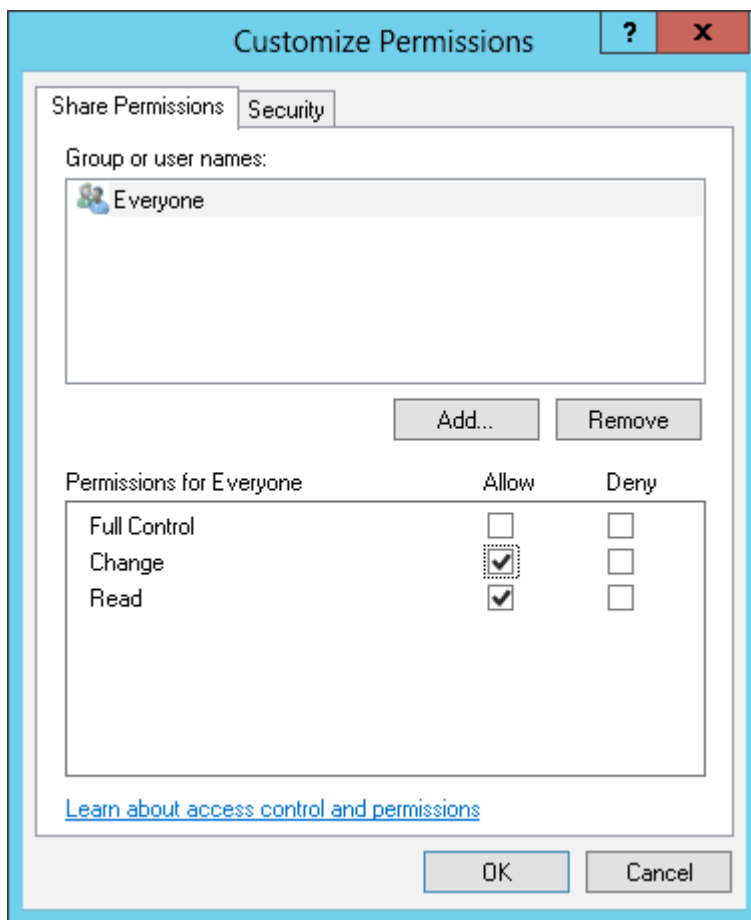 Customize Permissions
?
x
Share Permissions
Security
Group or user names:
Everyone
Add...
Remove
Permissions for Everyone
Allow
Deny
Full Control
Change
Read
Learn about access control and permissions
OK
Cancel